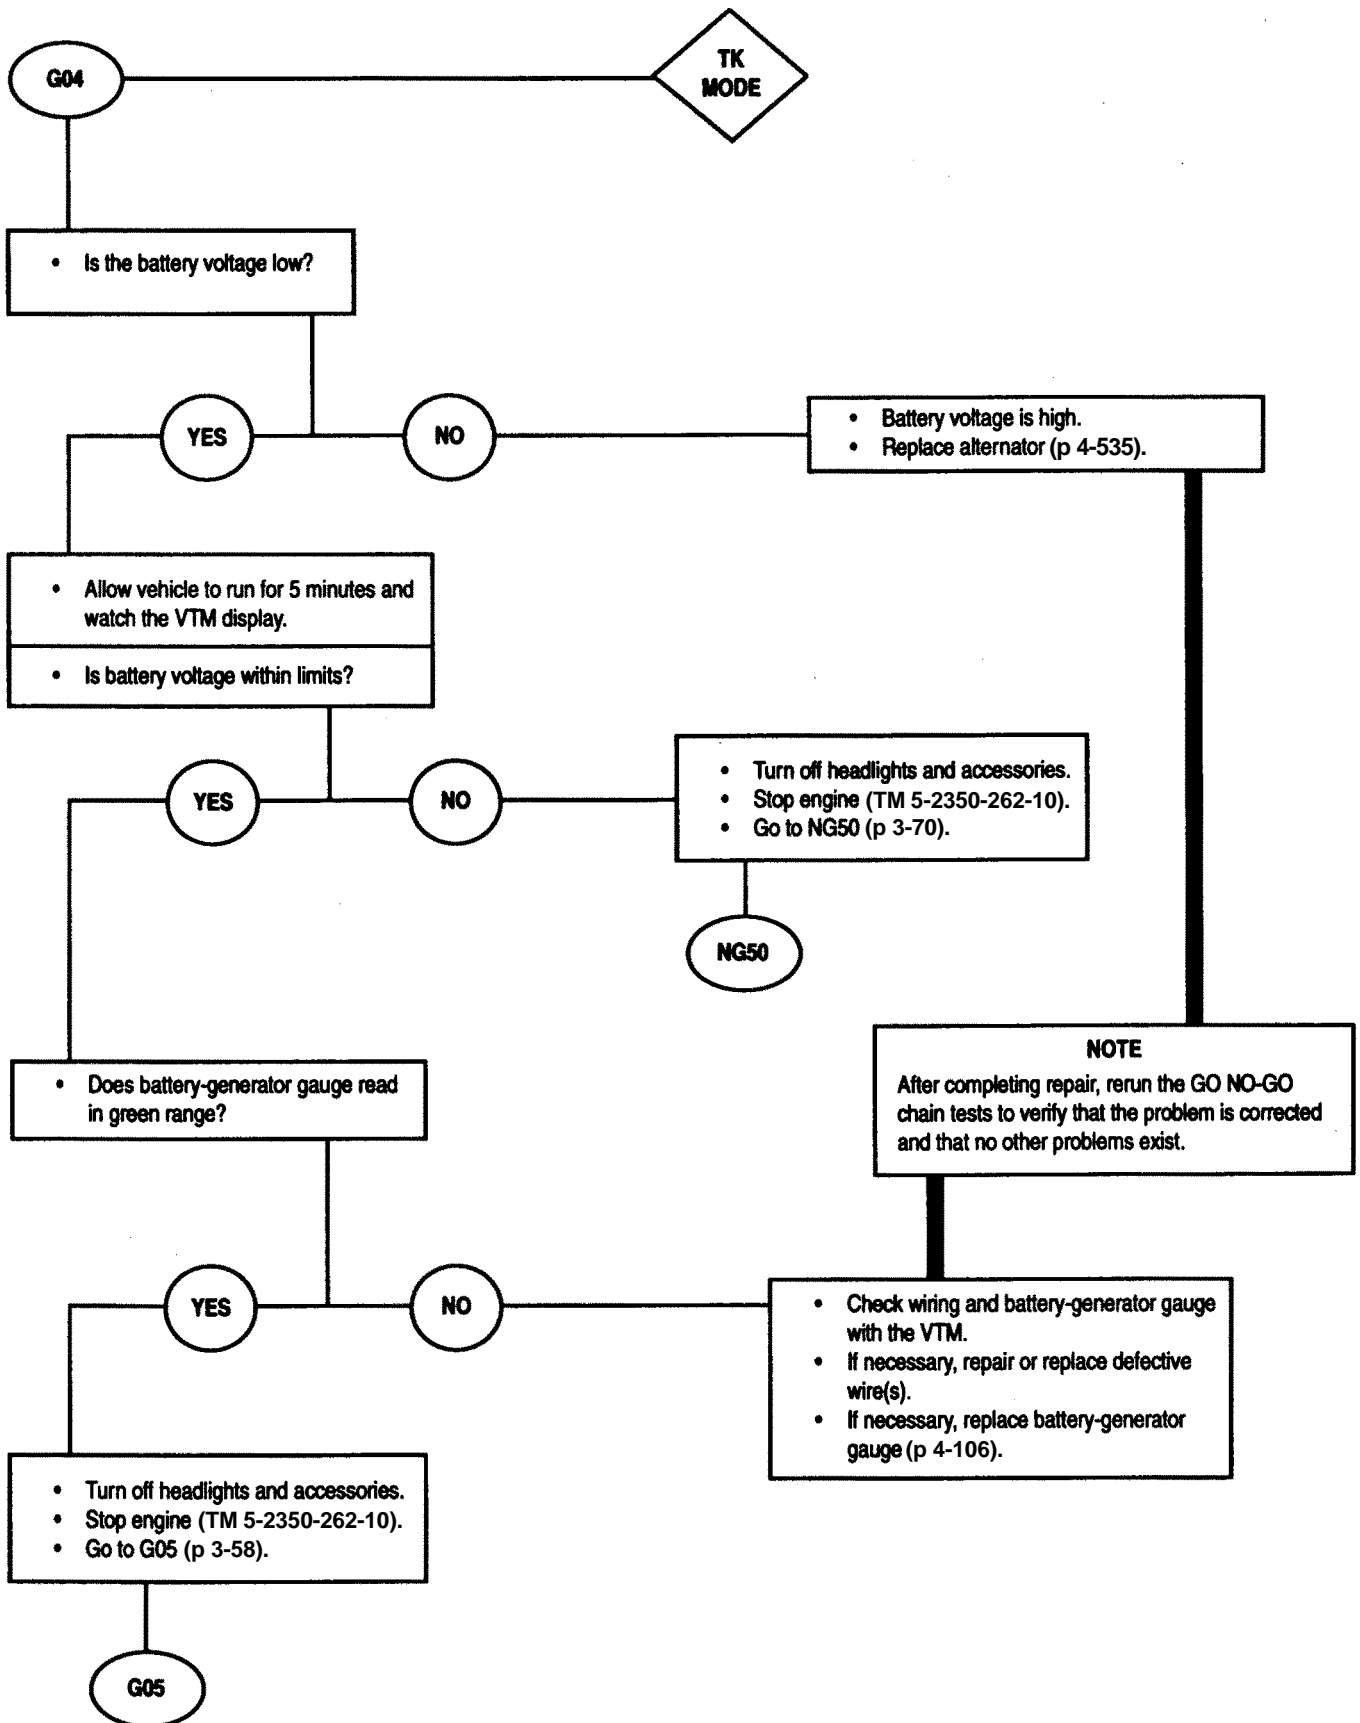 G04
TK
MODE
• Is the battery voltage low?
YES
NO
• Battery voltage is high.
• Replace alternator (p 4-535).
• Allow vehicle to run for 5 minutes and
watch the VTM display.
• Is battery voltage within limits?
YES
NO
• Turn off headlights and accessories.
• Stop engine (TM 5-2350-262-10).
• Go to NG50 (p 3-70).
NG50
• Does battery-generator gauge read
in green range?
NOTE
After completing repair, rerun the GO NO-GO
chain tests to verify that the problem is corrected
and that no other problems exist.
YES
NO
• Check wiring and battery-generator gauge
with the VTM.
• If necessary, repair or replace defective
wire(s).
• If necessary, replace battery-generator
gauge (p 4-106).
• Turn off headlights and accessories.
• Stop engine (TM 5-2350-262-10).
• Go to G05 (p 3-58).
G05